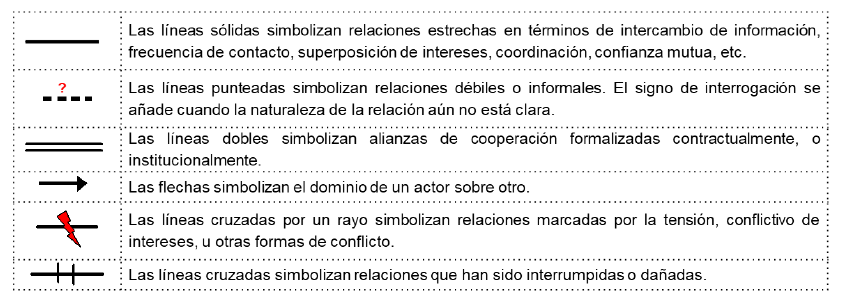 Las líneas sólidas simbolizan relaciones estrechas en términos de intercambio de información,
frecuencia de contacto, superposición de intereses, coordinación, confianza mutua, etc.
?
Las líneas punteadas simbolizan relaciones débiles o informales. El signo de interrogación se
añade cuando la naturaleza de la relación aún no está clara.
Las líneas dobles simbolizan alianzas de cooperación formalizadas contractualmente, o
institucionalmente.
Las flechas simbolizan el dominio de un actor sobre otro.
Las líneas cruzadas por un rayo simbolizan relaciones marcadas por la tensión, conflictivo de
intereses, u otras formas de conflicto.
Las líneas cruzadas simbolizan relaciones que han sido interrumpidas o dañadas.